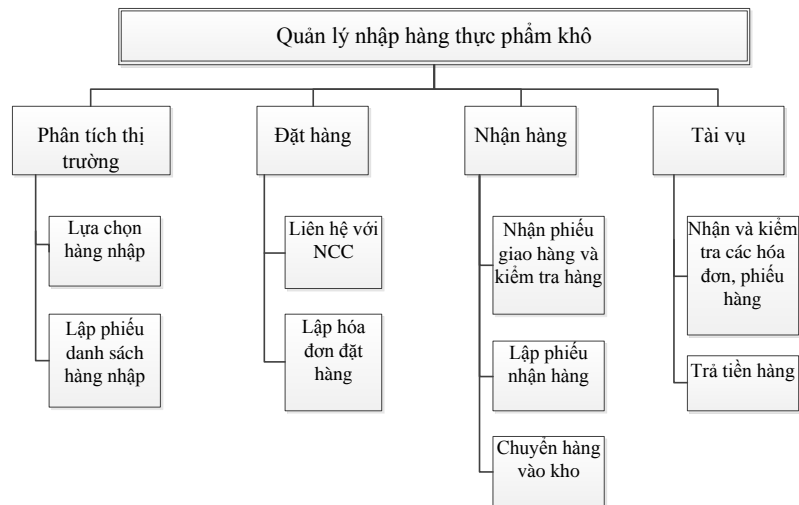 Quản lý nhập hàng thực phẩm khô
Phân tích thị
trường
Đặt hàng
Nhận hàng
Tài vụ
Lựa chọn
hàng nhập
Lập phiếu
danh sách
hàng nhập
Liên hệ với
NCC
Lập hóa
đơn đặt
hàng
Nhận phiếu
giao hàng và
kiểm tra hàng
Lập phiếu
nhận hàng
Chuyển hàng
vào kho
Nhận và kiểm
tra các hóa
đơn, phiếu
hàng
Trả tiền hàng